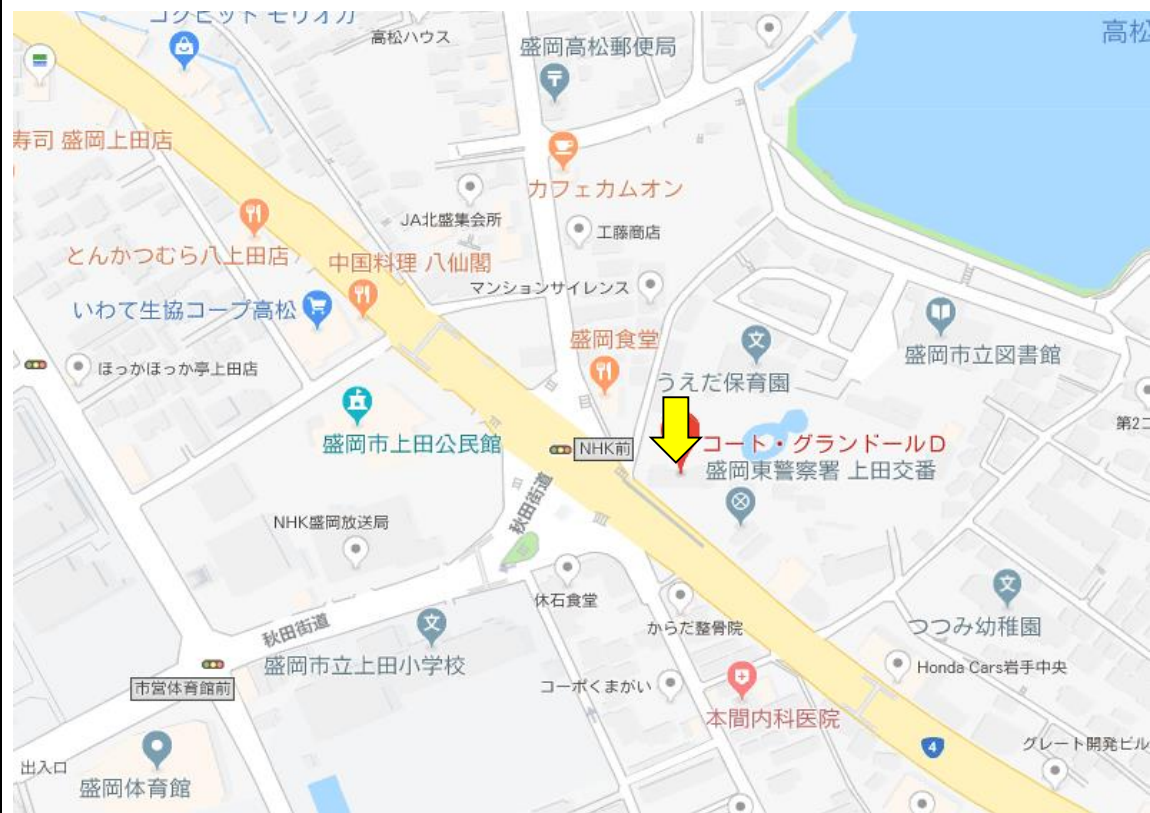 コクピット モリオカ
高松ハウス
盛岡高松郵便局
高松
寿司 盛岡上田店
カフェカムオン
JA北盛集会所
工藤商店
とんかつむら八上田店
中国料理 八仙閣
マンションサイレンス
いわて生協コープ高松
盛岡食堂
盛岡市立図書館
ほっかほっか亭上田店
うえだ保育園
第2コ
盛岡市上田公民館
NHK前
コート・グランドールD
盛岡東警察署 上田交番
秋田街道
NHK盛岡放送局
休石食堂
秋田街道
からだ整骨院
つつみ幼稚園
盛岡市立上田小学校
Honda Cars岩手中央
市営体育館前
コーポくまがい
本間内科医院
4
グレート開発ビル
出入口
盛岡体育館